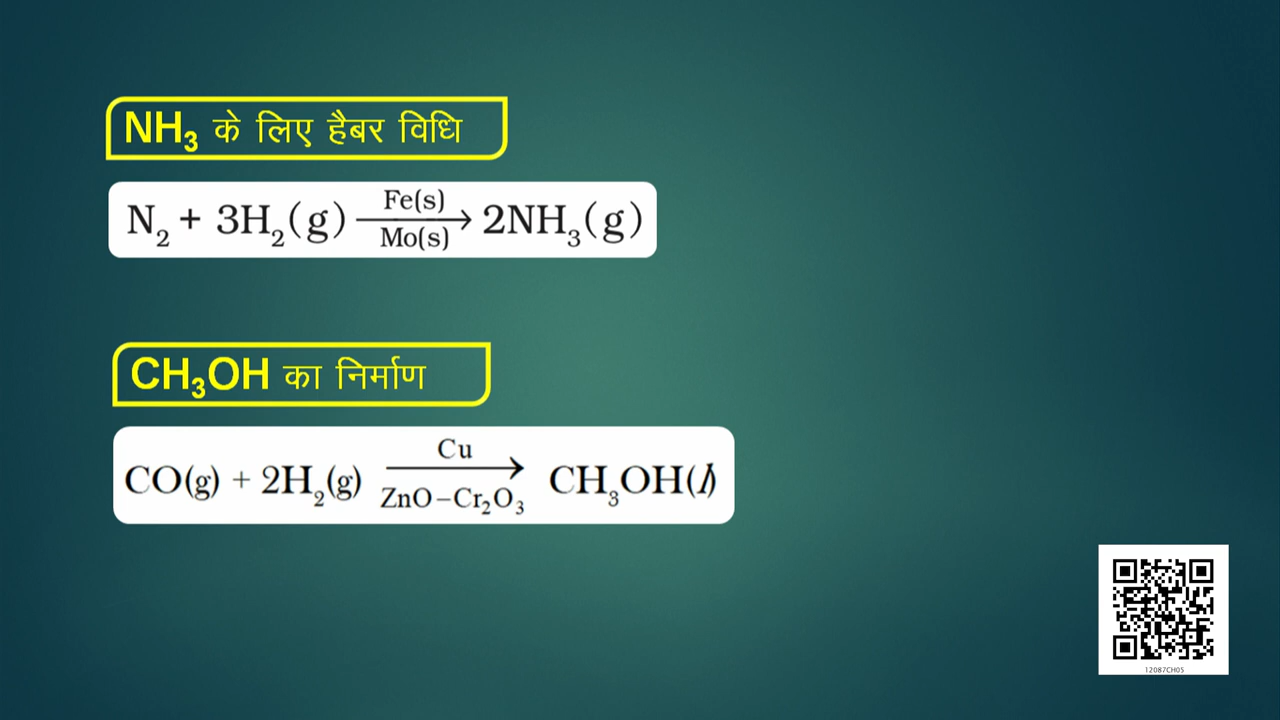 NH₃ के लिए हैबर विधि
N₂ + 3H₂(g) Fe(s) Mo(s) → 2NH₃(g)
CH₃OH का निर्माण
CO(g) + 2H₂(g) Cu ZnO–Cr₂O₃ → CH₃OH(l)
12087CH05